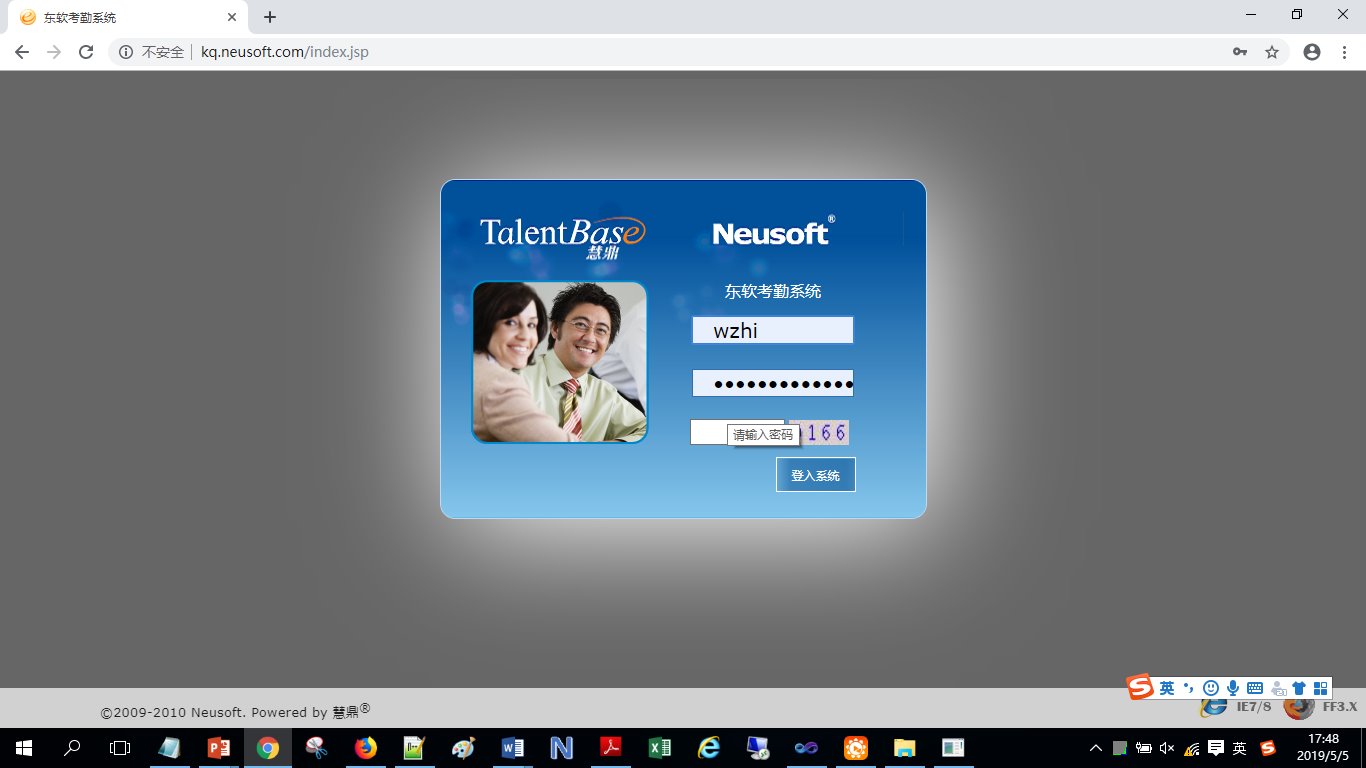 东软考勤系统
不安全 kq.neusoft.com/index.jsp
TalentBase
慧鼎
Neusoft®
东软考勤系统
wzhi
•••••••••••••
请输入密码
166
登入系统
英
©2009-2010 Neusoft. Powered by 慧鼎®
IE7/8
FF3.X
英
17:48
2019/5/5